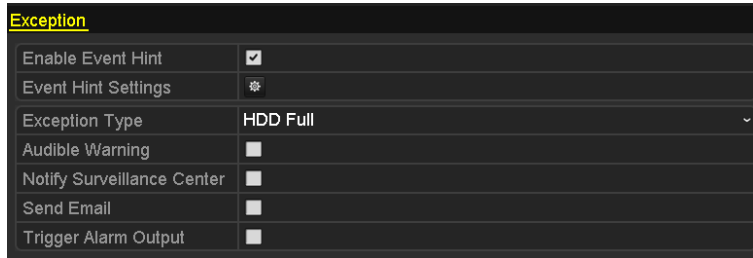 Exception
Enable Event Hint
Event Hint Settings
Exception Type HDD Full
Audible Warning
Notify Surveillance Center
Send Email
Trigger Alarm Output